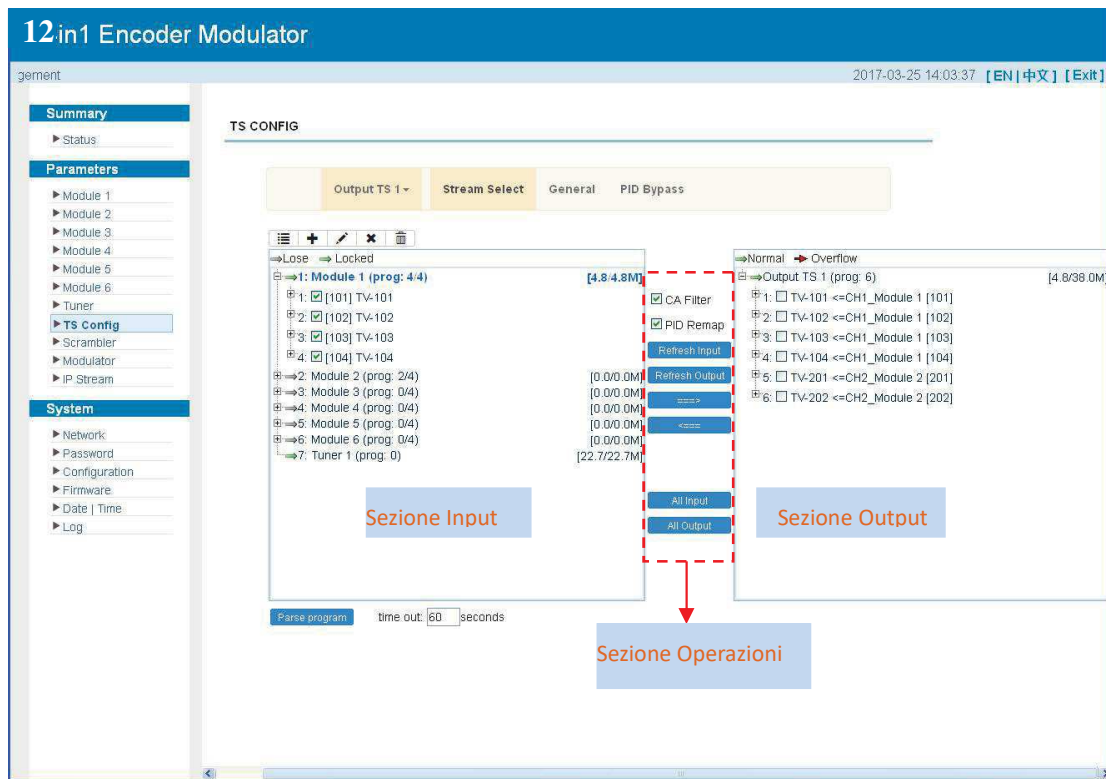 12-in1 Encoder Modulator
gement
2017-03-25 14:03:37 [EN|中文] [Exit]
Summary
Status
Parameters
Module 1
Module 2
Module 3
Module 4
Module 5
Module 6
Tuner
TS Config
Scrambler
Modulator
IP Stream
System
Network
Password
Configuration
Firmware
Date | Time
Log
TS CONFIG
Output TS 1
Stream Select
General
PID Bypass
Lose Locked
1: Module 1 (prog: 4/4) [4.8/4.8M]
1: [101] TV-101
2: [102] TV-102
3: [103] TV-103
4: [104] TV-104
2: Module 2 (prog: 2/4) [0.0/0.0M]
3: Module 3 (prog: 0/4) [0.0/0.0M]
4: Module 4 (prog: 0/4) [0.0/0.0M]
5: Module 5 (prog: 0/4) [0.0/0.0M]
6: Module 6 (prog: 0/4) [0.0/0.0M]
7: Tuner 1 (prog: 0) [22.7/22.7M]
Sezione Input
CA Filter
PID Remap
Refresh Input
Refresh Output
===>
<===
All Input
All Output
Normal Overflow
Output TS 1 (prog: 6) [4.8/38.0M]
1: TV-101 <=CH1_Module 1 [101]
2: TV-102 <=CH1_Module 1 [102]
3: TV-103 <=CH1_Module 1 [103]
4: TV-104 <=CH1_Module 1 [104]
5: TV-201 <=CH2_Module 2 [201]
6: TV-202 <=CH2_Module 2 [202]
Sezione Output
Parse program time out: 60 seconds
Sezione Operazioni